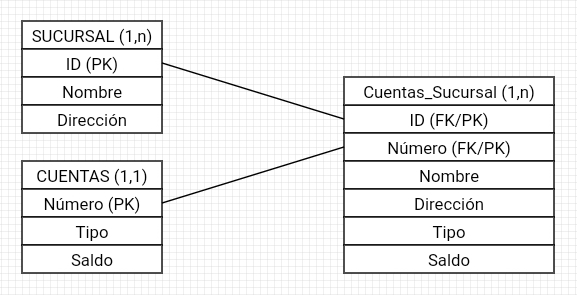 SUCURSAL (1,n)
ID (PK)
Nombre
Dirección
CUENTAS (1,1)
Número (PK)
Tipo
Saldo
Cuentas_Sucursal (1,n)
ID (FK/PK)
Número (FK/PK)
Nombre
Dirección
Tipo
Saldo